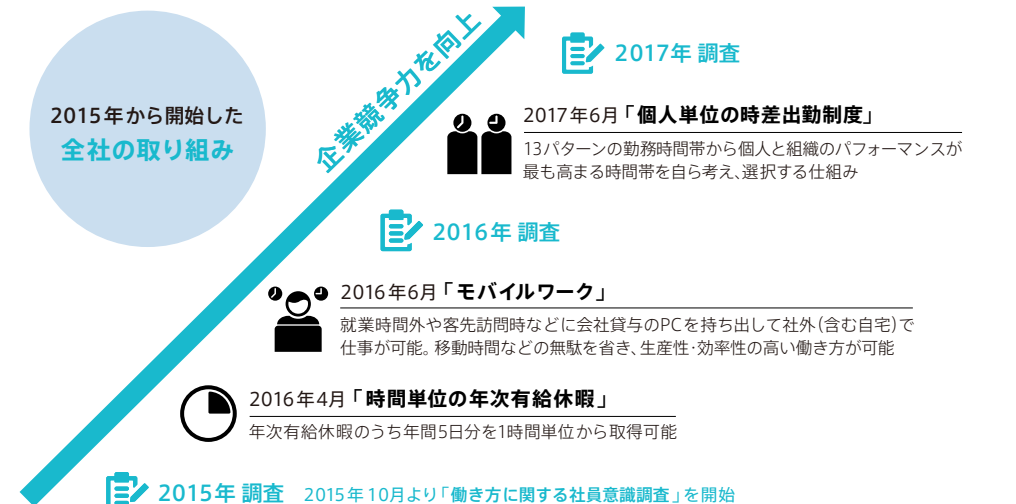 2015年から開始した
全社の取り組み
企業競争力を向上
2017年 調査
2017年6月「個人単位の時差出勤制度」
13パターンの勤務時間帯から個人と組織のパフォーマンスが
最も高まる時間帯を自ら考え、選択する仕組み
2016年 調査
2016年6月「モバイルワーク」
就業時間外や客先訪問時などに会社貸与のPCを持ち出して社外（含む自宅）で
仕事が可能。移動時間などの無駄を省き、生産性・効率性の高い働き方が可能
2016年4月「時間単位の年次有給休暇」
年次有給休暇のうち年間5日分を1時間単位から取得可能
2015年 調査 2015年10月より「働き方に関する社員意識調査」を開始